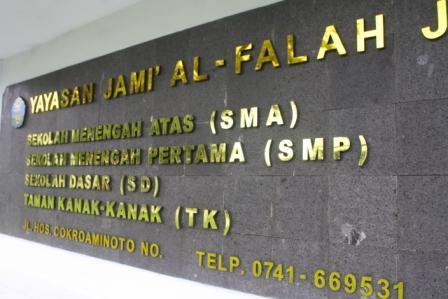 YAYASAN JAMI' AL-FALAH J
SEKOLAH MENENGAH ATAS (SMA)
SEKOLAH MENENGAH PERTAMA (SMP)
SEKOLAH DASAR (SD)
TAMAN KANAK-KANAK (TK)
JL. HOS. COKROAMINOTO NO.
TELP. 0741-669531